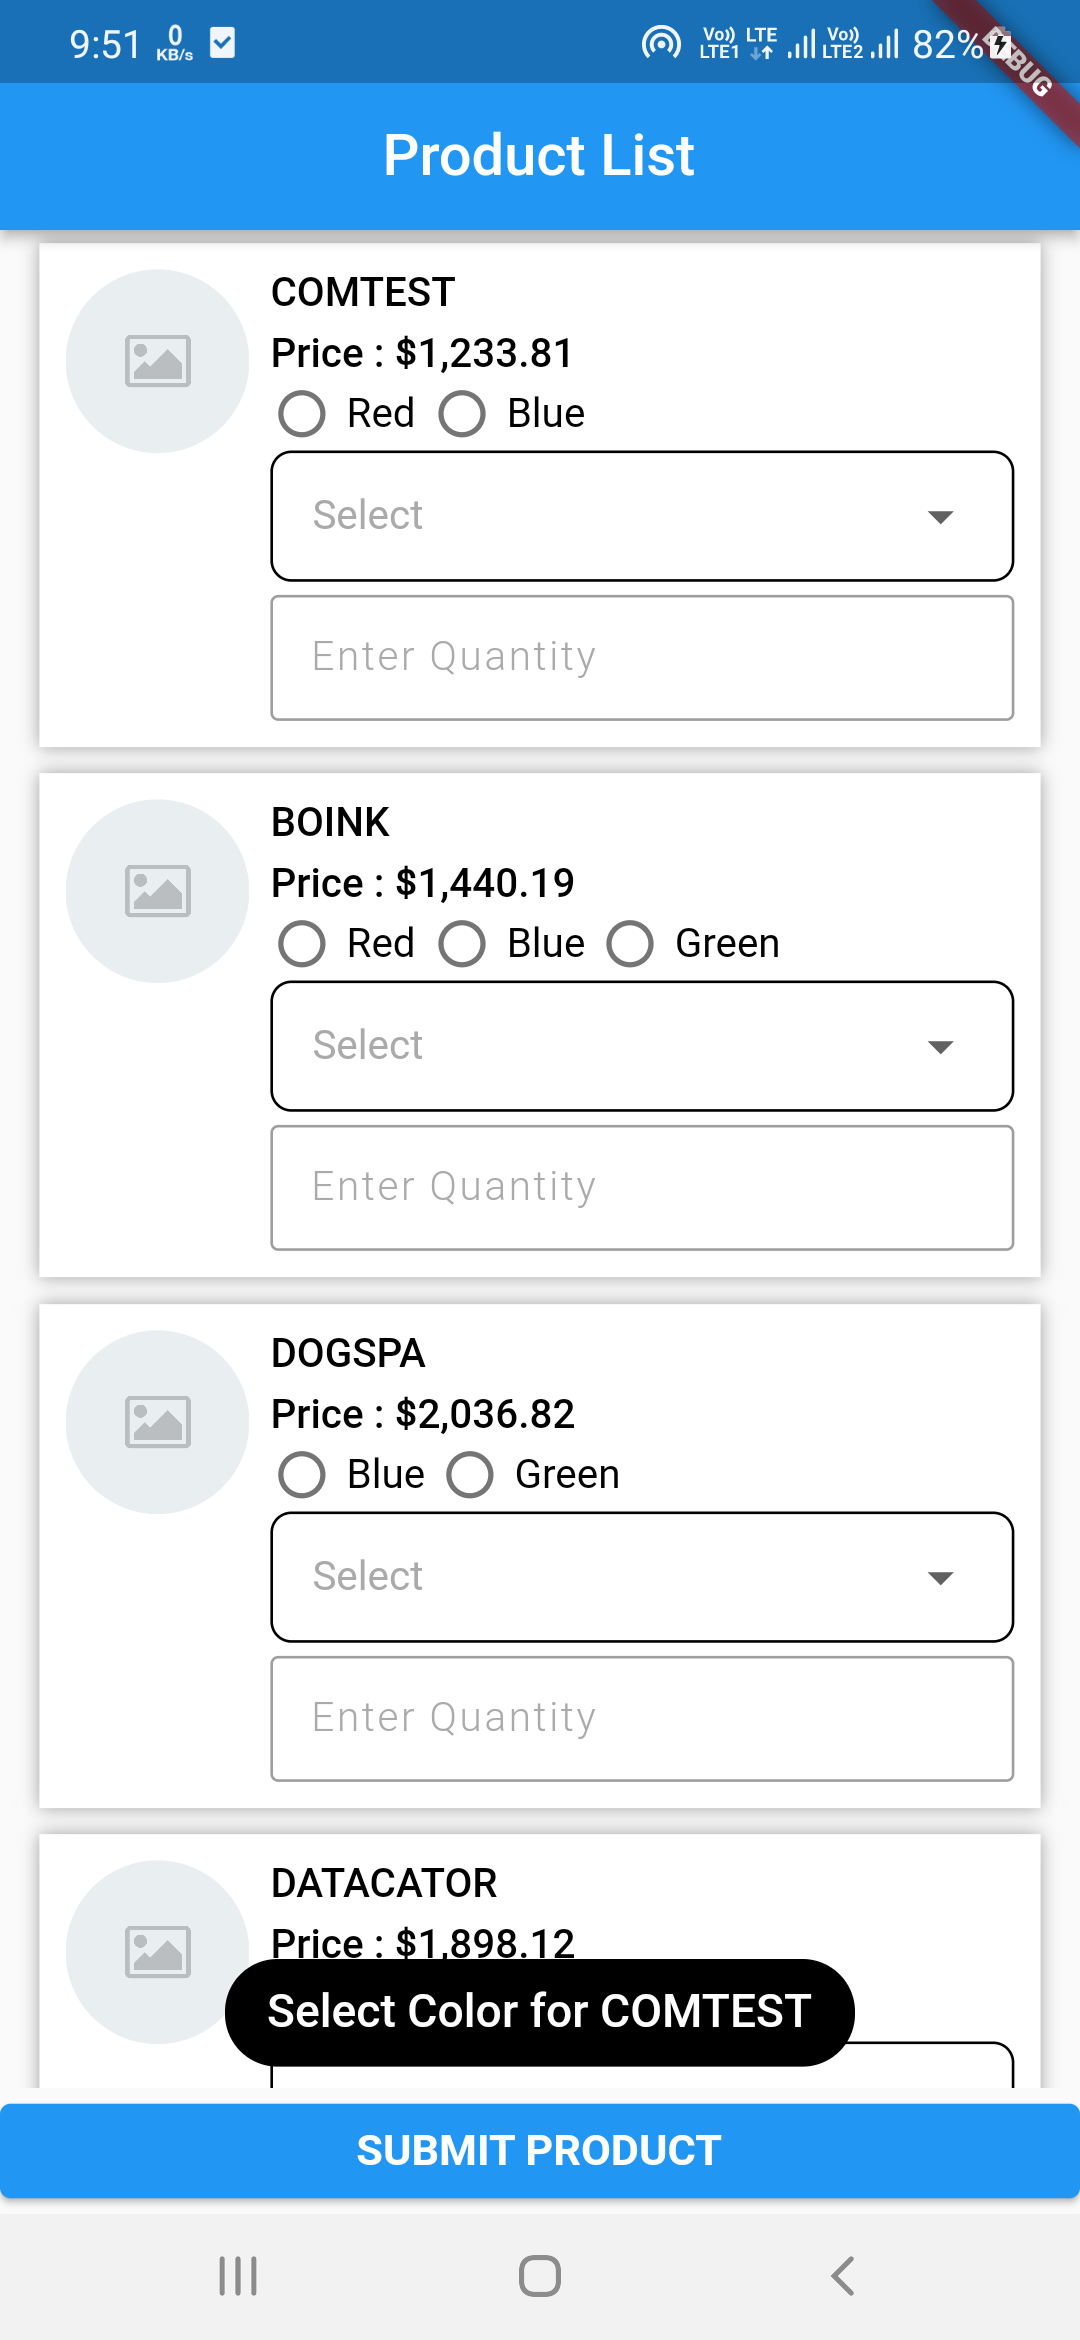 9:51 0 KB/s Vo)) LTE1 LTE Vo)) LTE2 82%
DEBUG
Product List
COMTEST
Price : $1,233.81
Red Blue
Select
Enter Quantity
BOINK
Price : $1,440.19
Red Blue Green
Select
Enter Quantity
DOGSPA
Price : $2,036.82
Blue Green
Select
Enter Quantity
DATACATOR
Price : $1,898.12
Select Color for COMTEST
SUBMIT PRODUCT